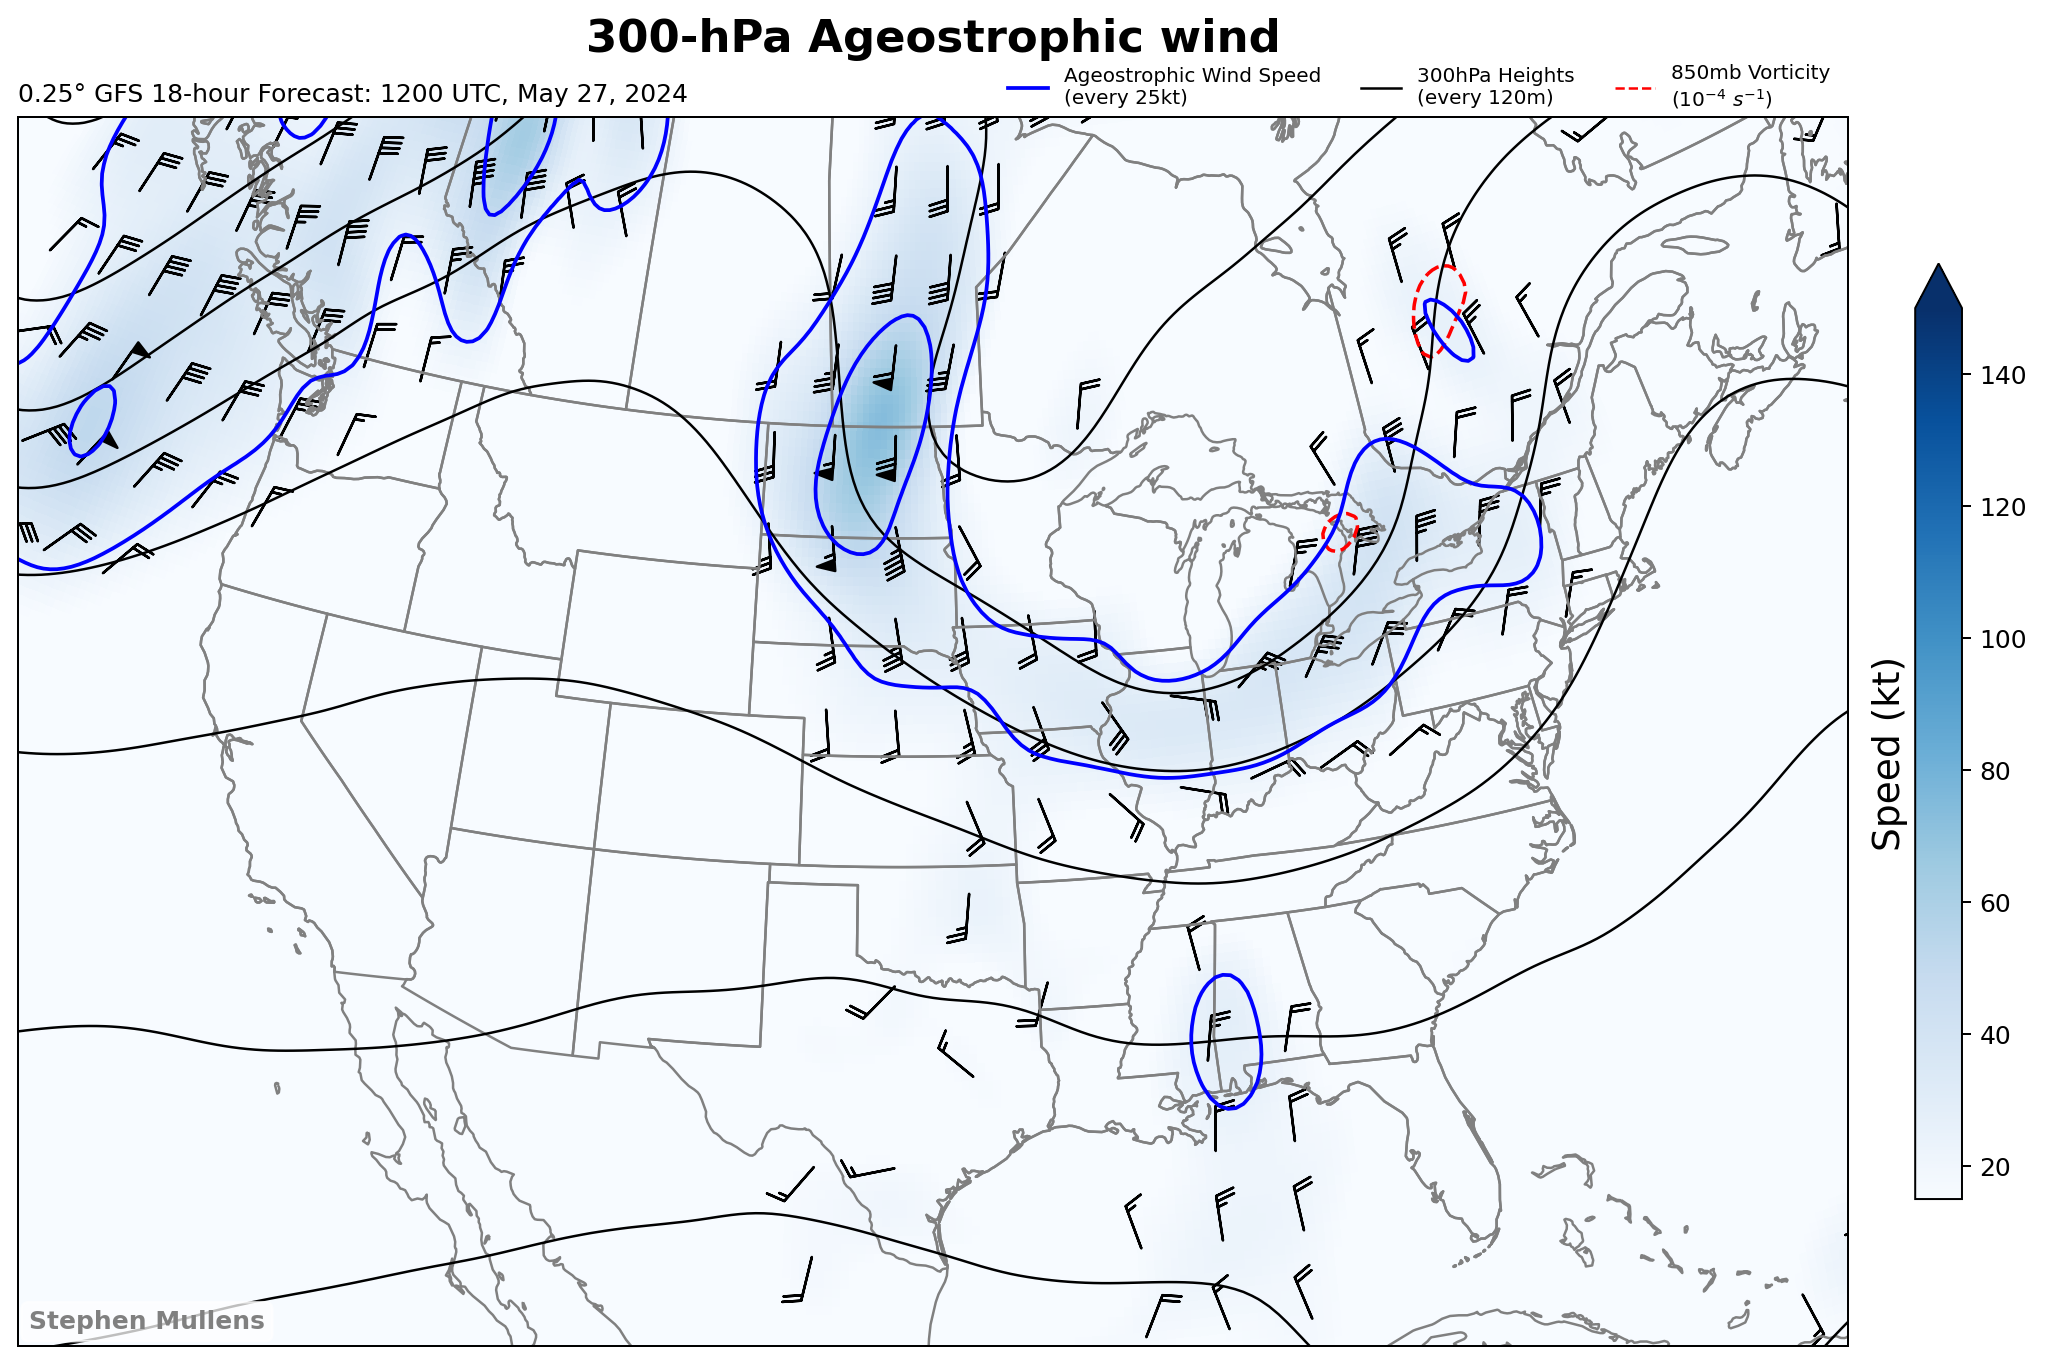 300-hPa Ageostrophic wind
0.25° GFS 18-hour Forecast: 1200 UTC, May 27, 2024
Ageostrophic Wind Speed
(every 25kt)
300hPa Heights
(every 120m)
850mb Vorticity
(10⁻⁴ s⁻¹)
140
120
100
80
60
40
20
Speed (kt)
Stephen Mullens